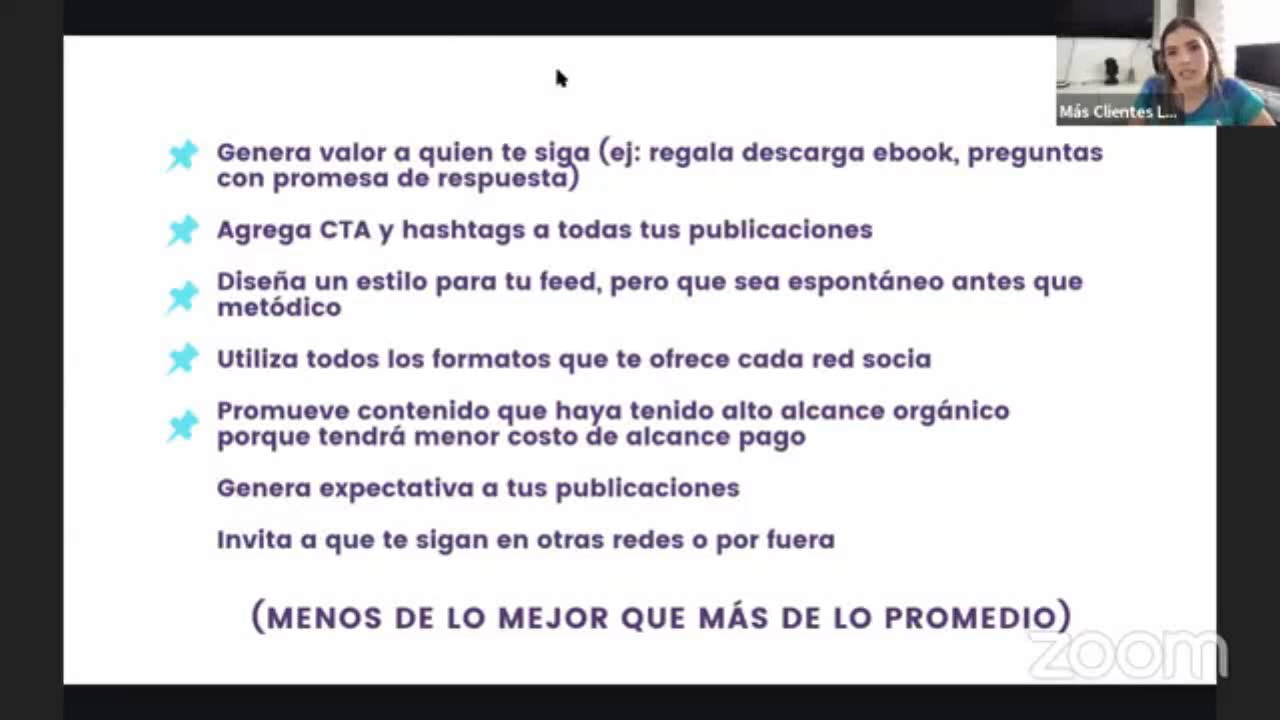 Más Clientes L...
Genera valor a quien te siga (ej: regala descarga ebook, preguntas
con promesa de respuesta)
Agrega CTA y hashtags a todas tus publicaciones
Diseña un estilo para tu feed, pero que sea espontáneo antes que
metódico
Utiliza todos los formatos que te ofrece cada red socia
Promueve contenido que haya tenido alto alcance orgánico
porque tendrá menor costo de alcance pago
Genera expectativa a tus publicaciones
Invita a que te sigan en otras redes o por fuera
(MENOS DE LO MEJOR QUE MÁS DE LO PROMEDIO)
zoom